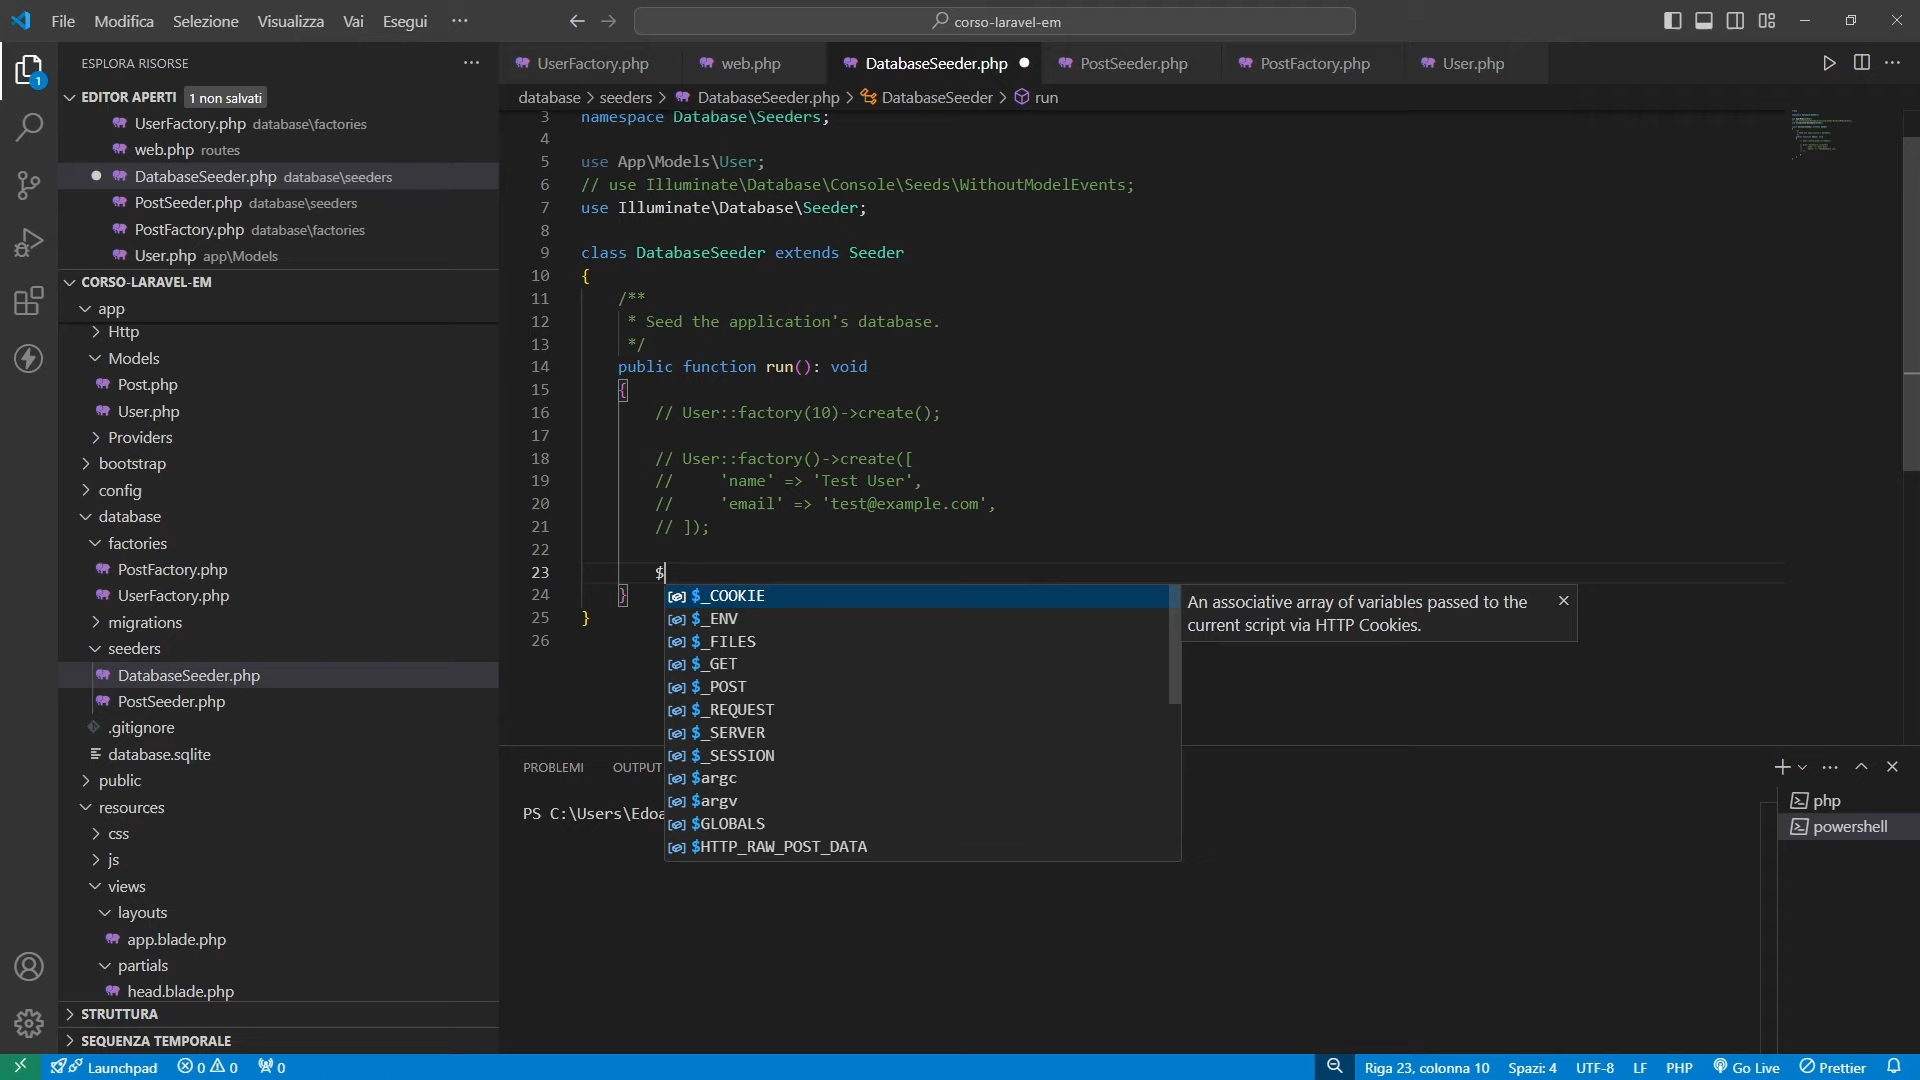 File Modifica Selezione Visualizza Vai Esegui ··· corso-laravel-em
ESPLORA RISORSE
EDITOR APERTI 1 non salvati
UserFactory.php database\factories
web.php routes
DatabaseSeeder.php database\seeders
PostSeeder.php database\seeders
PostFactory.php database\factories
User.php app\Models
CORSO-LARAVEL-EM
app
Http
Models
Post.php
User.php
Providers
bootstrap
config
database
factories
PostFactory.php
UserFactory.php
migrations
seeders
DatabaseSeeder.php
PostSeeder.php
.gitignore
database.sqlite
public
resources
css
js
views
layouts
app.blade.php
partials
head.blade.php
STRUTTURA
SEQUENZA TEMPORALE
1
UserFactory.php web.php DatabaseSeeder.php PostSeeder.php PostFactory.php User.php
database > seeders > DatabaseSeeder.php > DatabaseSeeder > run
3 namespace Database\Seeders;
4
5 use App\Models\User;
6 // use Illuminate\Database\Console\Seeds\WithoutModelEvents;
7 use Illuminate\Database\Seeder;
8
9 class DatabaseSeeder extends Seeder
10 {
11 /**
12 * Seed the application's database.
13 */
14 public function run(): void
15 {
16 // User::factory(10)->create();
17
18 // User::factory()->create([
19 // 'name' => 'Test User',
20 // 'email' => 'test@example.com',
21 // ]);
22
23 $
24 }
25 }
26
$_COOKIE
$_ENV
$_FILES
$_GET
$_POST
$_REQUEST
$_SERVER
$_SESSION
$argc
$argv
$GLOBALS
$HTTP_RAW_POST_DATA
An associative array of variables passed to the
current script via HTTP Cookies.
PROBLEMI OUTPUT
PS C:\Users\Edoa
php
powershell
Launchpad 0 0 0 Riga 23, colonna 10 Spazi: 4 UTF-8 LF PHP Go Live Prettier